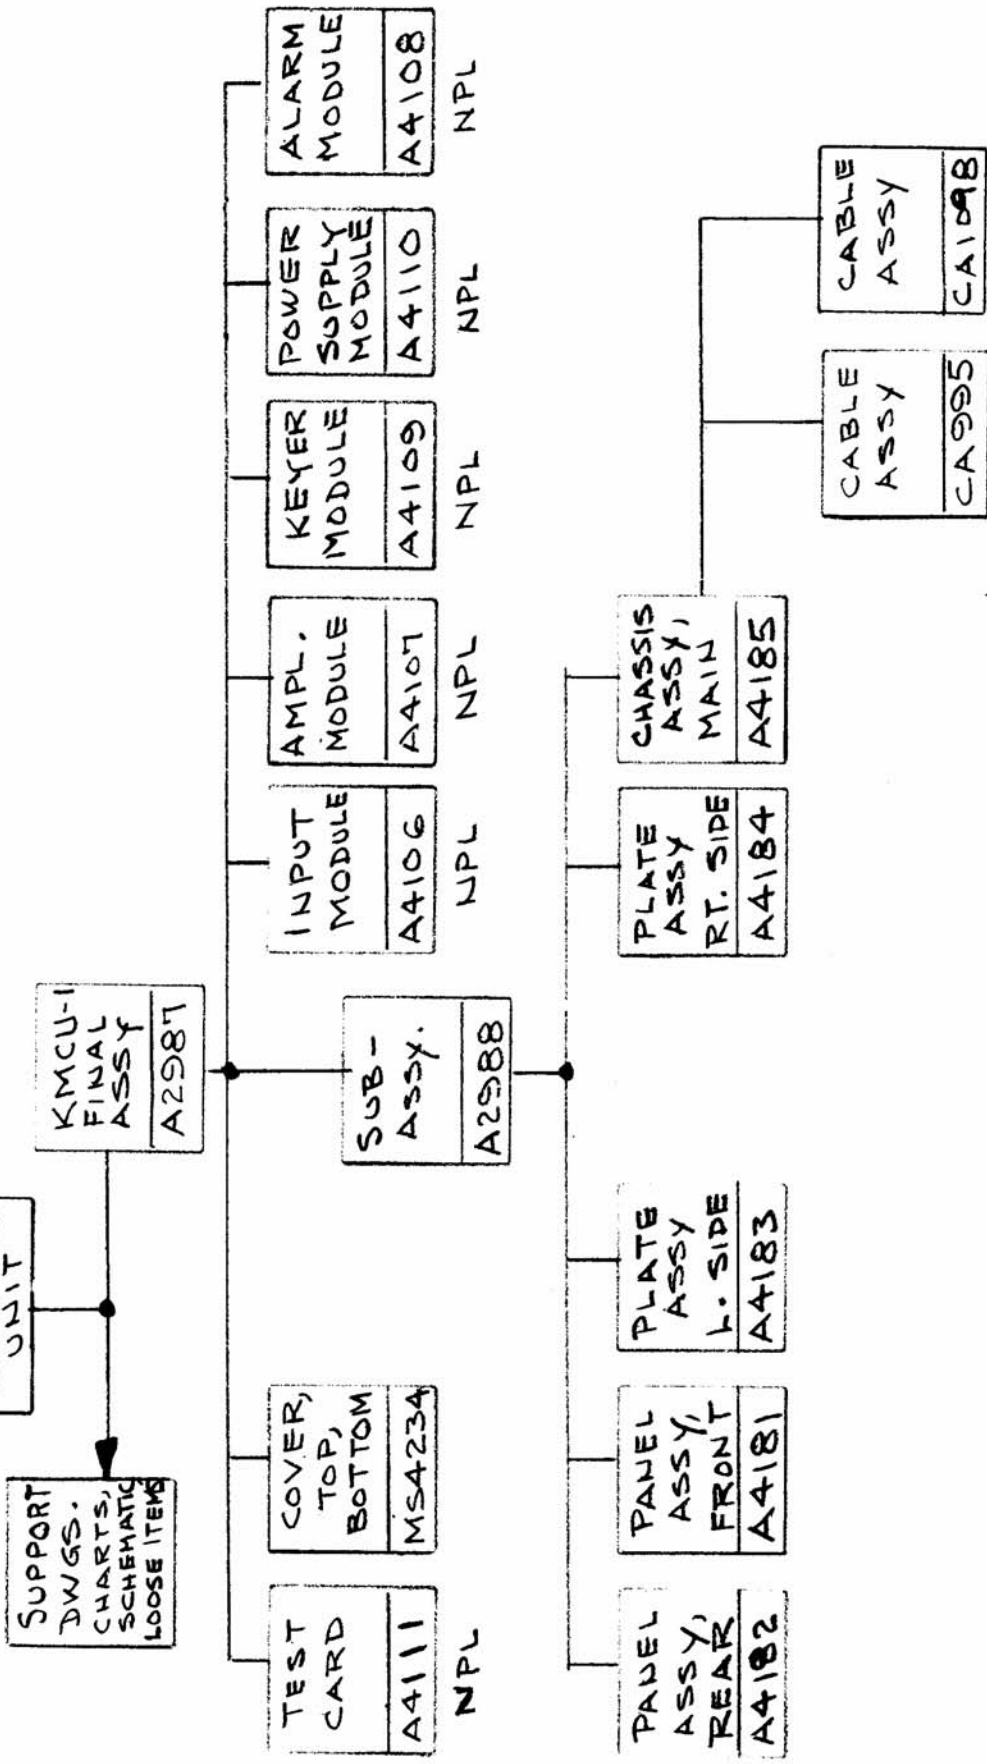 UNIT
SUPPORT
DWGS.
CHARTS,
SCHEMATIC
LOOSE ITEMS
KMCU-1
FINAL
ASSY
A2987
TEST
CARD
A4111
NPL
COVER,
TOP,
BOTTOM
MS4234
INPUT
MODULE
A4106
NPL
AMPL.
MODULE
A4107
NPL
KEYER
MODULE
A4109
NPL
POWER
SUPPLY
MODULE
A4110
NPL
ALARM
MODULE
A4108
NPL
SUB-
ASSY.
A2988
PANEL
ASSY,
REAR
A4182
PANEL
ASSY,
FRONT
A4181
PLATE
ASSY
L. SIDE
A4183
PLATE
ASSY
RT. SIDE
A4184
CHASSIS
ASSY,
MAIN
A4185
CABLE
ASSY
CA995
CABLE
ASSY
CA1098